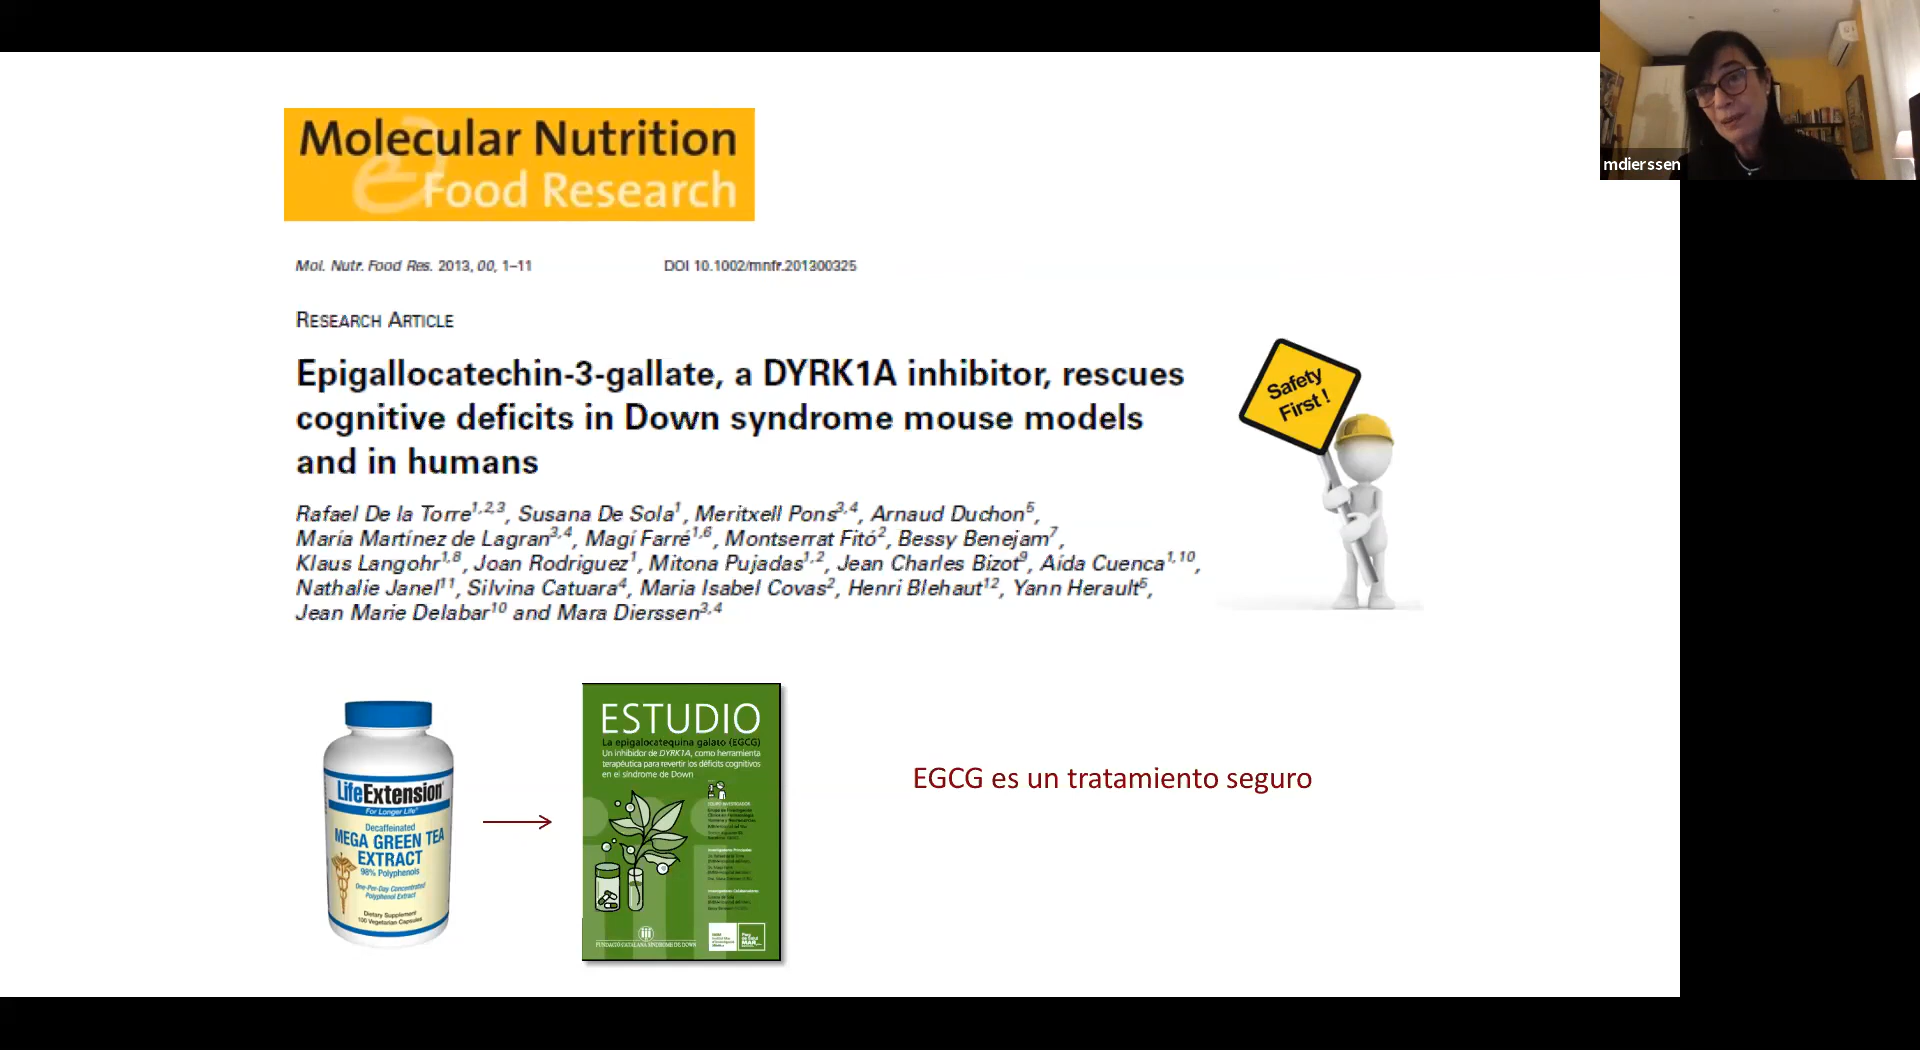 mdierssen
Molecular Nutrition
Food Research
Mol. Nutr. Food Res. 2013, 00, 1–11
DOI 10.1002/mnfr.201300325
RESEARCH ARTICLE
Epigallocatechin-3-gallate, a DYRK1A inhibitor, rescues
cognitive deficits in Down syndrome mouse models
and in humans
Rafael De la Torre1,2,3, Susana De Sola1, Meritxell Pons3,4, Arnaud Duchon5,
María Martínez de Lagran3,4, Magí Farré1,6, Montserrat Fitó2, Bessy Benejam7,
Klaus Langohr1,8, Joan Rodriguez1, Mitona Pujadas1,2, Jean Charles Bizot9, Aída Cuenca1,10,
Nathalie Janel11, Silvina Catuara4, Maria Isabel Covas2, Henri Blehaut12, Yann Herault5,
Jean Marie Delabar10 and Mara Dierssen3,4
Safety
First !
LifeExtension
For Longer Life
Decaffeinated
MEGA GREEN TEA
EXTRACT
98% Polyphenols
One-Per-Day Concentrated
Polyphenol Extract
Dietary Supplement
100 Vegetarian Capsules
ESTUDIO
La epigalocatequina galato (EGCG)
Un inhibidor de DYRK1A, como herramienta
terapéutica para revertir los déficits cognitivos
en el síndrome de Down
FUNDACIÓ CATALANA SÍNDROME DE DOWN
EGCG es un tratamiento seguro